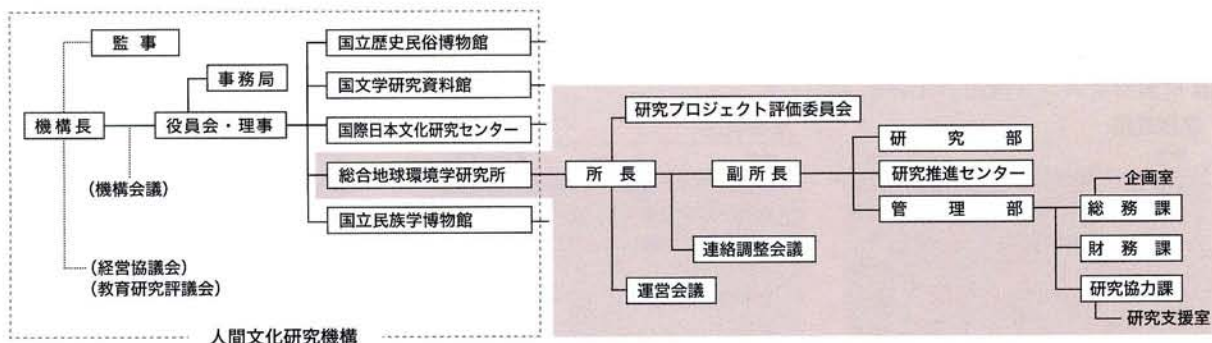 監事
事務局
機構長
役員会・理事
(機構会議)
(経営協議会)
(教育研究評議会)
国立歴史民俗博物館
国文学研究資料館
国際日本文化研究センター
総合地球環境学研究所
国立民族学博物館
人間文化研究機構
研究プロジェクト評価委員会
所長
副所長
連絡調整会議
運営会議
研究部
研究推進センター
管理部
企画室
総務課
財務課
研究協力課
研究支援室